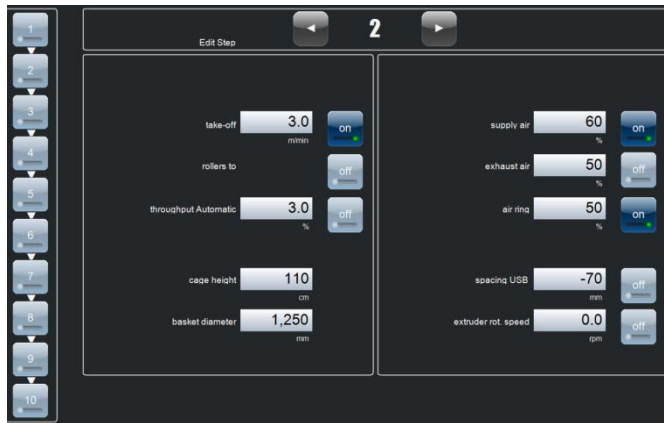 1
2
3
4
5
6
7
8
9
10
Edit Step
2
take-off 3.0 on
m/min
rollers to off
throughput Automatic 3.0 off
%
cage height 110
cm
basket diameter 1,250
mm
supply air 60 on
%
exhaust air 50 off
%
air ring 50 on
%
spacing USB -70 off
mm
extruder rot. speed 0.0 off
rpm